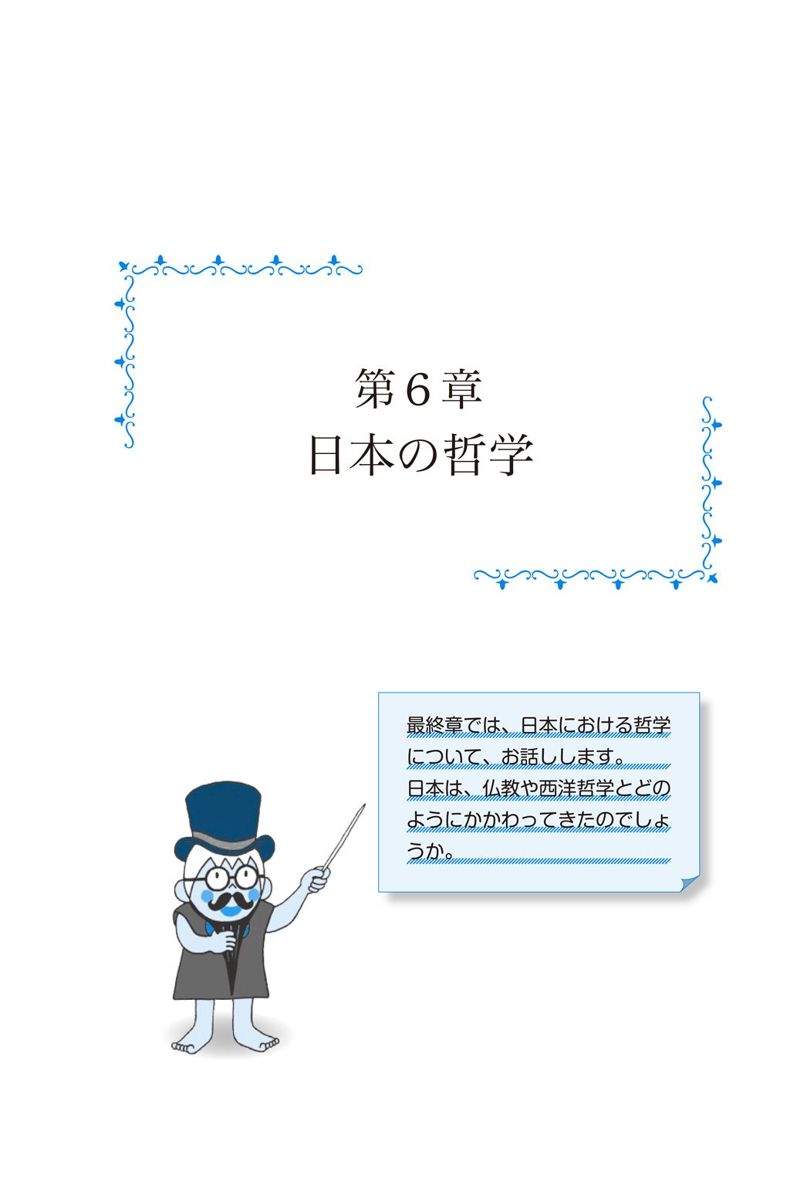 第6章
日本の哲学
最終章では、日本における哲学
について、お話しします。
日本は、仏教や西洋哲学とどの
ようにかかわってきたのでしょ
うか。